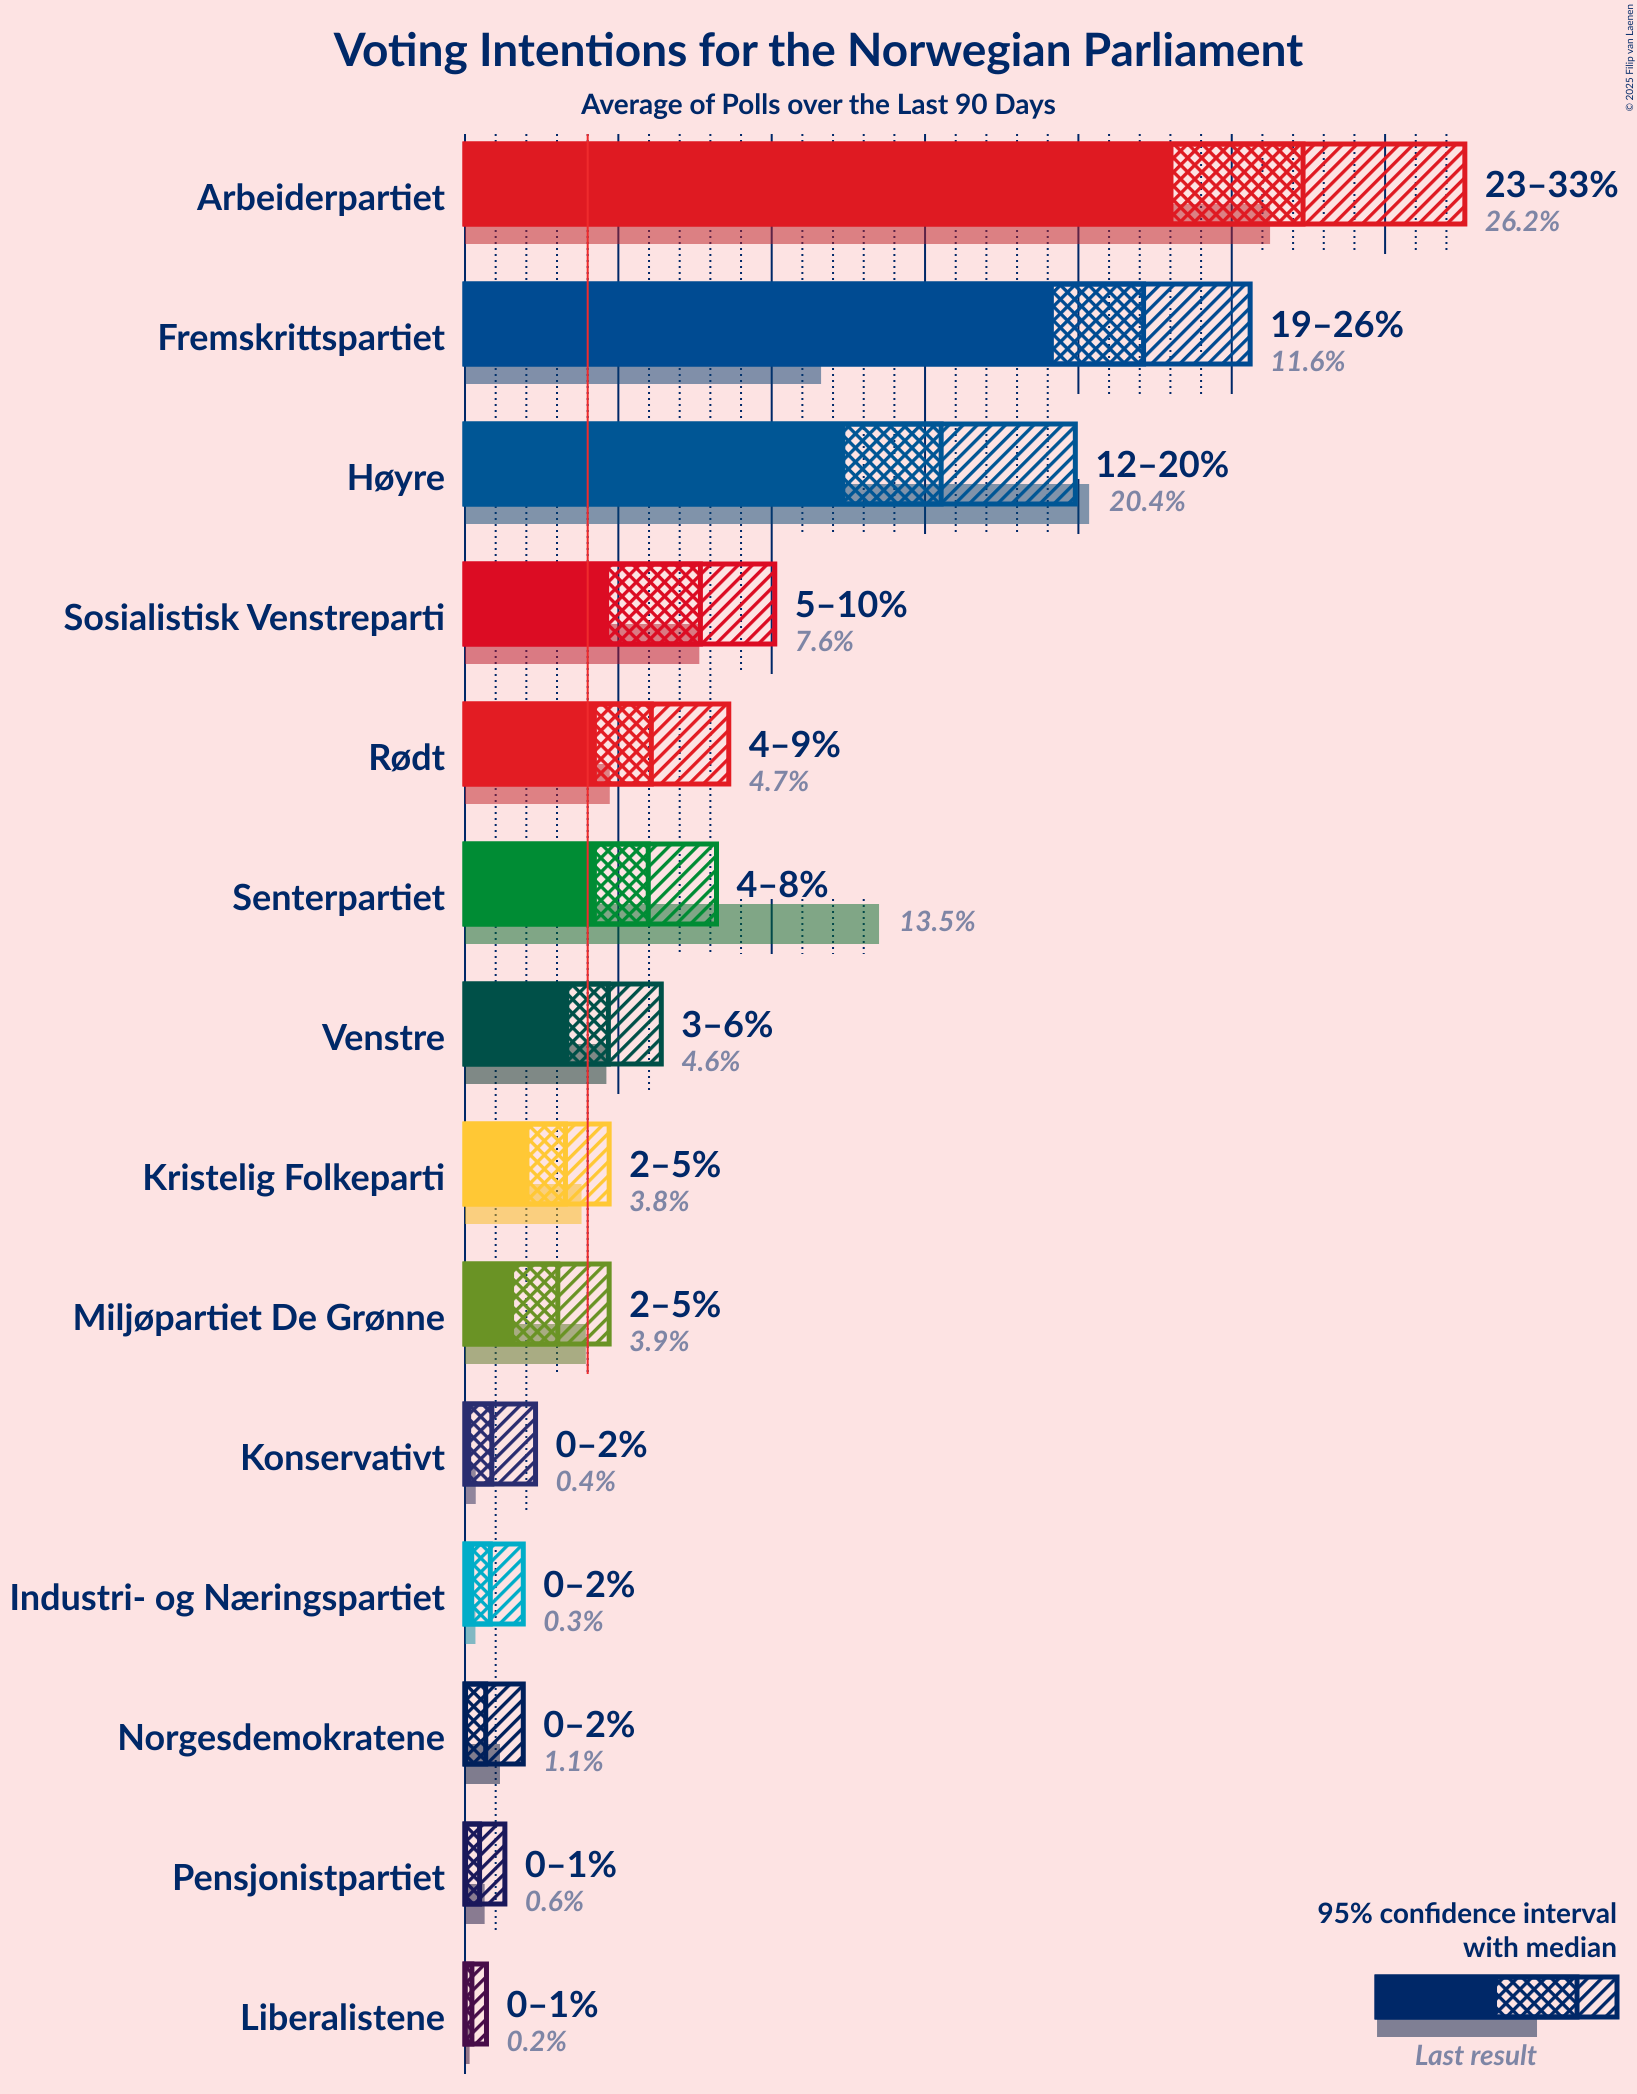 Voting Intentions for the Norwegian Parliament
Average of Polls over the Last 90 Days
© 2025 Filip van Laenen
Arbeiderpartiet
23–33%
26.2%
Fremskrittspartiet
19–26%
11.6%
Høyre
12–20%
20.4%
Sosialistisk Venstreparti
5–10%
7.6%
Rødt
4–9%
4.7%
Senterpartiet
4–8%
13.5%
Venstre
3–6%
4.6%
Kristelig Folkeparti
2–5%
3.8%
Miljøpartiet De Grønne
2–5%
3.9%
Konservativt
0–2%
0.4%
Industri- og Næringspartiet
0–2%
0.3%
Norgesdemokratene
0–2%
1.1%
Pensjonistpartiet
0–1%
0.6%
Liberalistene
0–1%
0.2%
95% confidence interval
with median
Last result